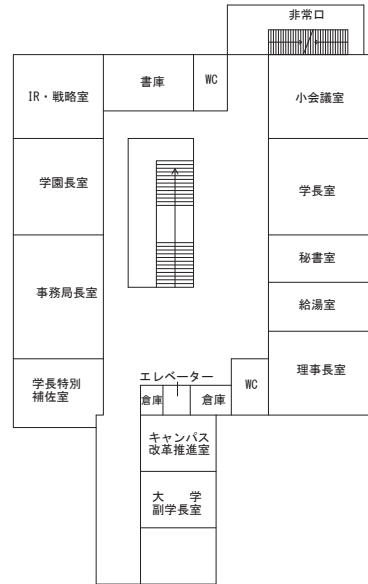 非常口
IR・戦略室
書庫
WC
小会議室
学園長室
学長室
秘書室
事務局長室
給湯室
理事長室
エレベーター
学長特別
補佐室
倉庫
倉庫
WC
キャンパス
改革推進室
大　学
副学長室